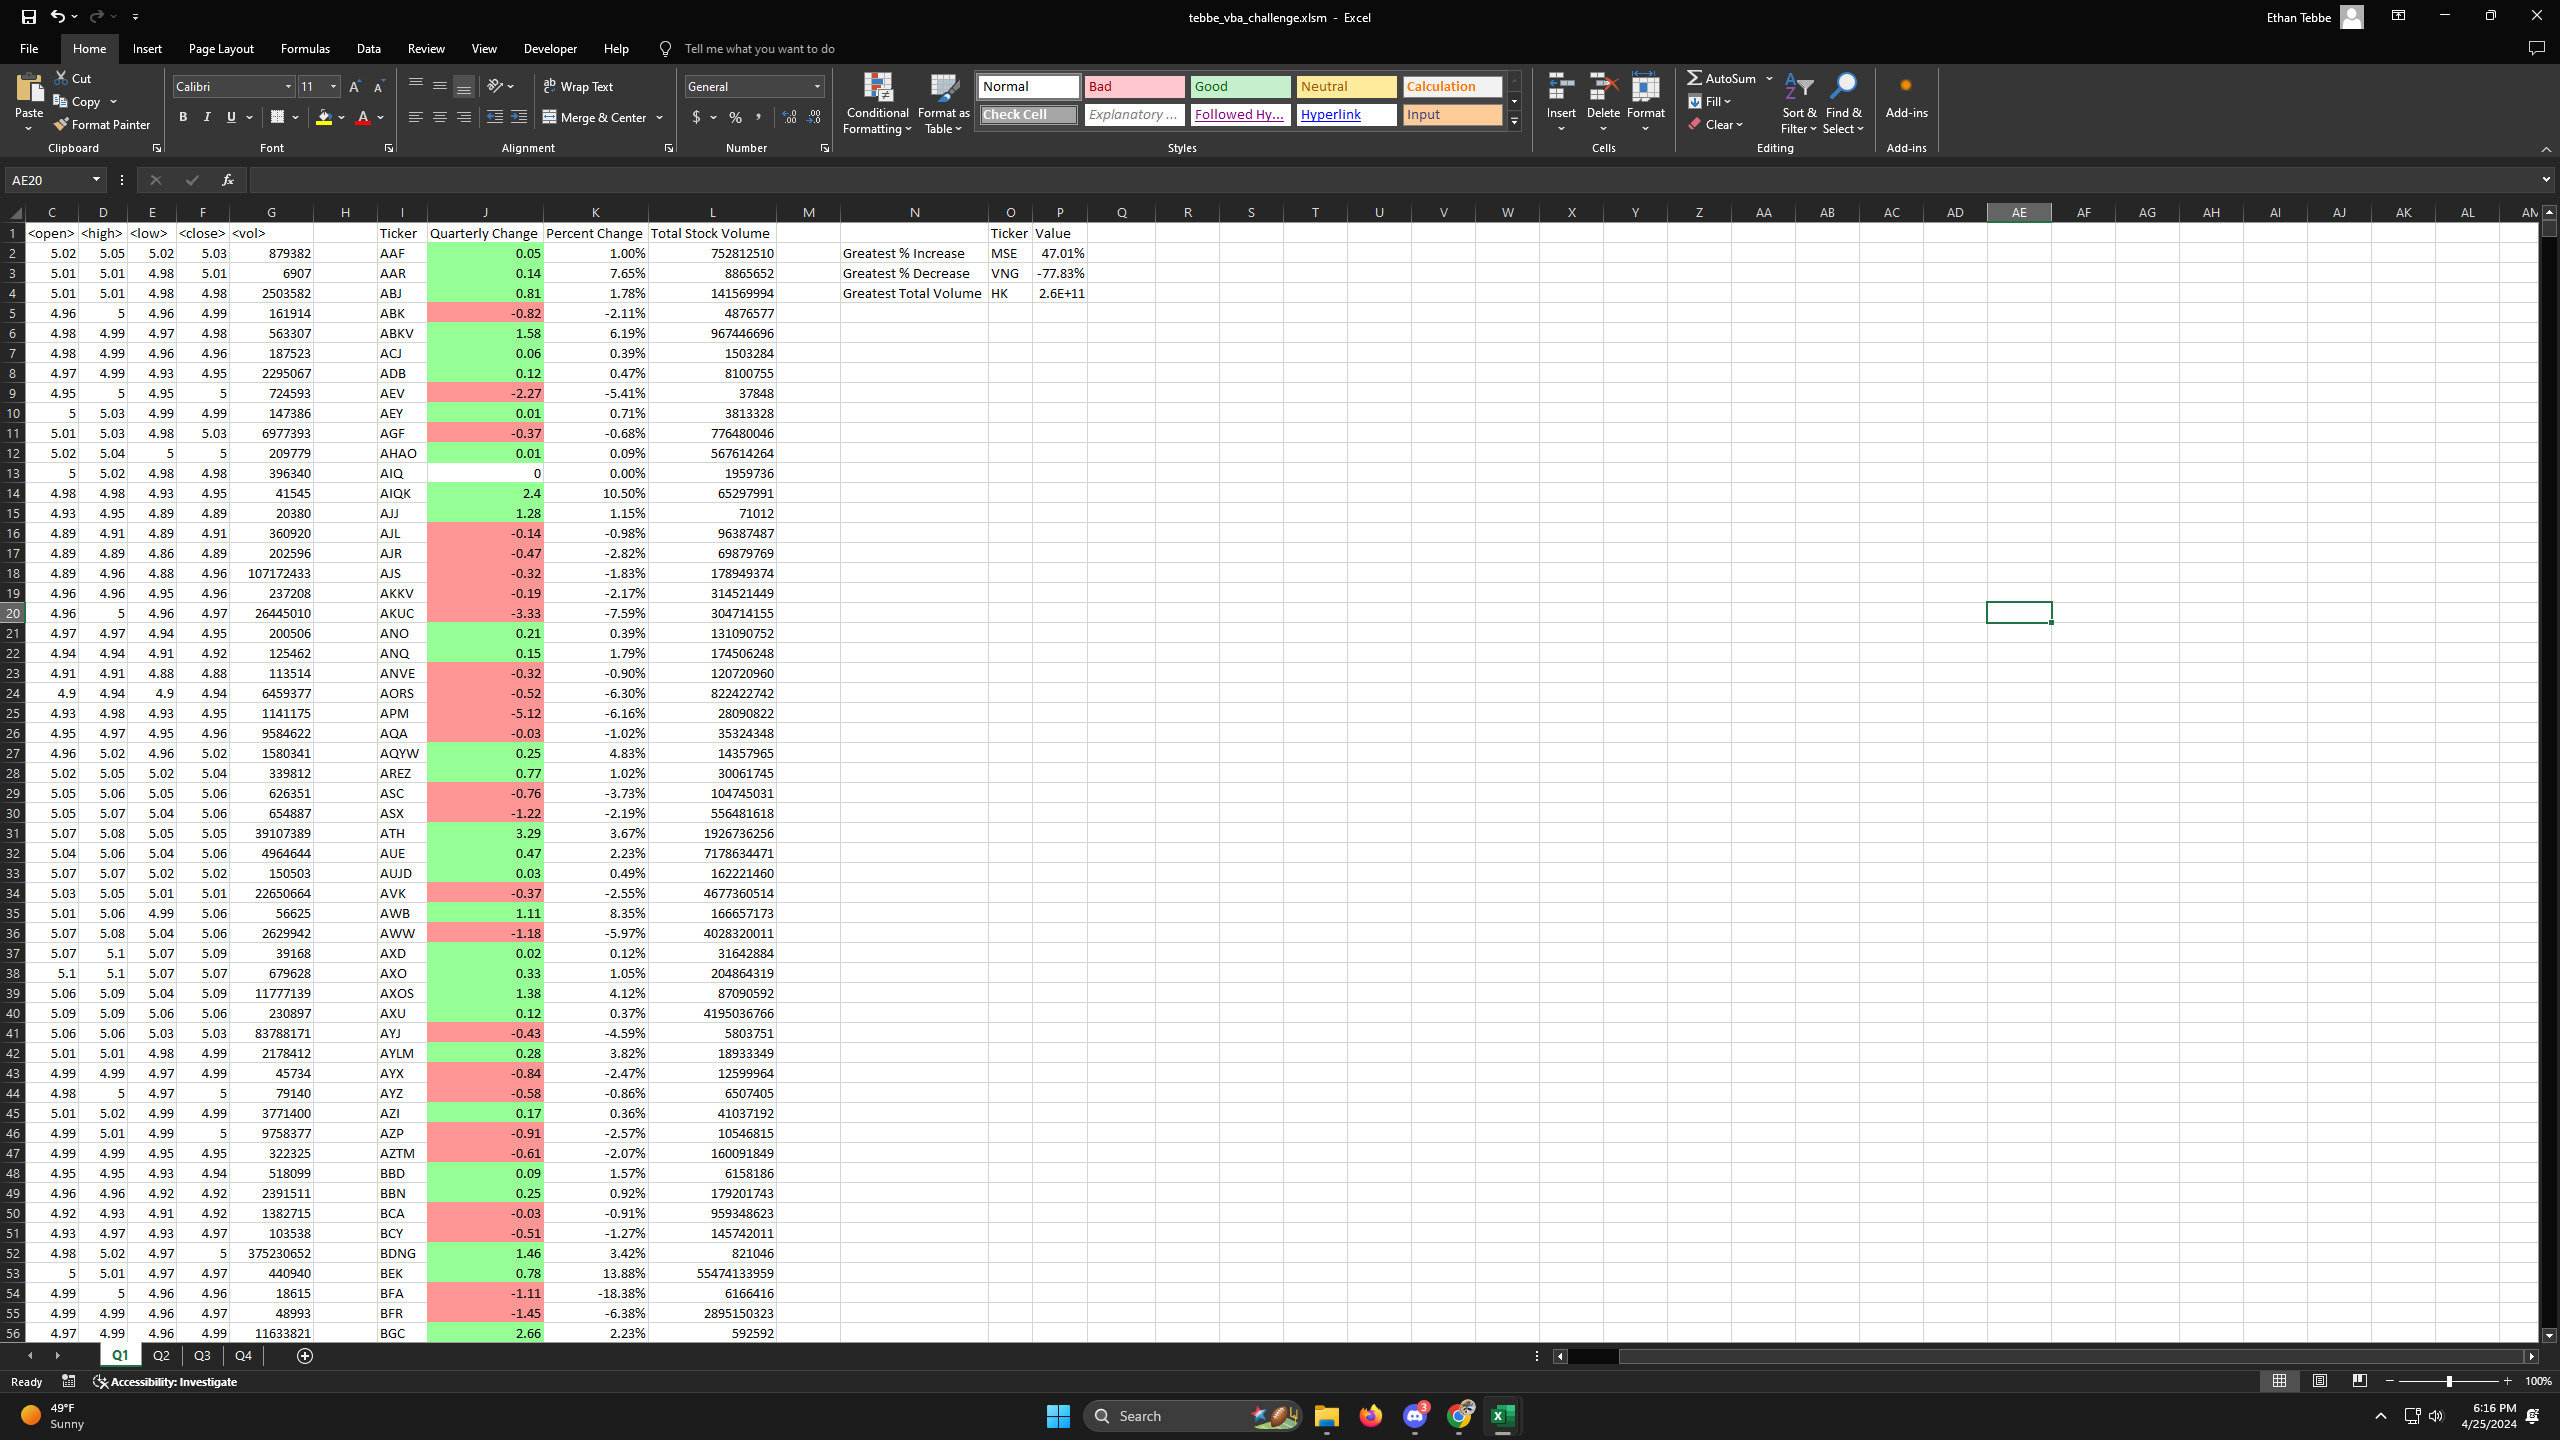 tebbe_vba_challenge.xlsm - Excel
Ethan Tebbe
File Home Insert Page Layout Formulas Data Review View Developer Help Tell me what you want to do
Paste
Cut
Copy
Format Painter
Clipboard
Calibri 11
B I U
Font
Wrap Text
Merge & Center
Alignment
General
$ % ,
Number
Conditional Formatting
Format as Table
Normal Bad Good Neutral Calculation
Check Cell Explanatory ... Followed Hy... Hyperlink Input
Styles
Insert Delete Format
Cells
AutoSum
Fill
Clear
Sort & Filter
Find & Select
Editing
Add-ins
Add-ins
AE20 fx
C D E F G H I J K L M N O P Q R S T U V W X Y Z AA AB AC AD AE AF AG AH AI AJ AK AL
1 <open> <high> <low> <close> <vol> Ticker Quarterly Change Percent Change Total Stock Volume Ticker Value
2 5.02 5.05 5.02 5.03 879382 AAF 0.05 1.00% 752812510 Greatest % Increase MSE 47.01%
3 5.01 5.01 4.98 5.01 6907 AAR 0.14 7.65% 8865652 Greatest % Decrease VNG -77.83%
4 5.01 5.01 4.98 4.98 2503582 ABJ 0.81 1.78% 141569994 Greatest Total Volume HK 2.6E+11
5 4.96 5 4.96 4.99 161914 ABK -0.82 -2.11% 4876577
6 4.98 4.99 4.97 4.98 563307 ABKV 1.58 6.19% 967446696
7 4.98 4.99 4.96 4.96 187523 ACJ 0.06 0.39% 1503284
8 4.97 4.99 4.93 4.95 2295067 ADB 0.12 0.47% 8100755
9 4.95 5 4.95 5 724593 AEV -2.27 -5.41% 37848
10 5 5.03 4.99 4.99 147386 AEY 0.01 0.71% 3813328
11 5.01 5.03 4.98 5.03 6977393 AGF -0.37 -0.68% 776480046
12 5.02 5.04 5 5 209779 AHAO 0.01 0.09% 567614264
13 5 5.02 4.98 4.98 396340 AIQ 0 0.00% 1959736
14 4.98 4.98 4.93 4.95 41545 AIQK 2.4 10.50% 65297991
15 4.93 4.95 4.89 4.89 20380 AJJ 1.28 1.15% 71012
16 4.89 4.91 4.89 4.91 360920 AJL -0.14 -0.98% 96387487
17 4.89 4.89 4.86 4.89 202596 AJR -0.47 -2.82% 69879769
18 4.89 4.96 4.88 4.96 107172433 AJS -0.32 -1.83% 178949374
19 4.96 4.96 4.95 4.96 237208 AKKV -0.19 -2.17% 314521449
20 4.96 5 4.96 4.97 26445010 AKUC -3.33 -7.59% 304714155
21 4.97 4.97 4.94 4.95 200506 ANO 0.21 0.39% 131090752
22 4.94 4.94 4.91 4.92 125462 ANQ 0.15 1.79% 174506248
23 4.91 4.91 4.88 4.88 113514 ANVE -0.32 -0.90% 120720960
24 4.9 4.94 4.9 4.94 6459377 AORS -0.52 -6.30% 822422742
25 4.93 4.98 4.93 4.95 1141175 APM -5.12 -6.16% 28090822
26 4.95 4.97 4.95 4.96 9584622 AQA -0.03 -1.02% 35324348
27 4.96 5.02 4.96 5.02 1580341 AQYW 0.25 4.83% 14357965
28 5.02 5.05 5.02 5.04 339812 AREZ 0.77 1.02% 30061745
29 5.05 5.06 5.05 5.06 626351 ASC -0.76 -3.73% 104745031
30 5.05 5.07 5.04 5.06 654887 ASX -1.22 -2.19% 556481618
31 5.07 5.08 5.05 5.05 39107389 ATH 3.29 3.67% 1926736256
32 5.04 5.06 5.04 5.06 4964644 AUE 0.47 2.23% 7178634471
33 5.07 5.07 5.02 5.02 150503 AUJD 0.03 0.49% 162221460
34 5.03 5.05 5.01 5.01 22650664 AVK -0.37 -2.55% 4677360514
35 5.01 5.06 4.99 5.06 56625 AWB 1.11 8.35% 166657173
36 5.07 5.08 5.04 5.06 2629942 AWW -1.18 -5.97% 4028320011
37 5.07 5.1 5.07 5.09 39168 AXD 0.02 0.12% 31642884
38 5.1 5.1 5.07 5.07 679628 AXO 0.33 1.05% 204864319
39 5.06 5.09 5.04 5.09 11777139 AXOS 1.38 4.12% 87090592
40 5.09 5.09 5.06 5.06 230897 AXU 0.12 0.37% 4195036766
41 5.06 5.06 5.03 5.03 83788171 AYJ -0.43 -4.59% 5803751
42 5.01 5.01 4.98 4.99 2178412 AYLM 0.28 3.82% 18933349
43 4.99 4.99 4.97 4.99 45734 AYX -0.84 -2.47% 12599964
44 4.98 5 4.97 5 79140 AYZ -0.58 -0.86% 6507405
45 5.01 5.02 4.99 4.99 3771400 AZI 0.17 0.36% 41037192
46 4.99 5.01 4.99 5 9758377 AZP -0.91 -2.57% 10546815
47 4.99 4.99 4.95 4.95 322325 AZTM -0.61 -2.07% 160091849
48 4.95 4.95 4.93 4.94 518099 BBD 0.09 1.57% 6158186
49 4.96 4.96 4.92 4.92 2391511 BBN 0.25 0.92% 179201743
50 4.92 4.93 4.91 4.92 1382715 BCA -0.03 -0.91% 959348623
51 4.93 4.97 4.93 4.97 103538 BCY -0.51 -1.27% 145742011
52 4.98 5.02 4.97 5 375230652 BDNG 1.46 3.42% 821046
53 5 5.01 4.97 4.97 440940 BEK 0.78 13.88% 55474133959
54 4.99 5 4.96 4.96 18615 BFA -1.11 -18.38% 6166416
55 4.99 4.99 4.96 4.97 48993 BFR -1.45 -6.38% 2895150323
56 4.97 4.99 4.96 4.99 11633821 BGC 2.66 2.23% 592592
Q1 Q2 Q3 Q4
Ready Accessibility: Investigate 100%
49°F
Sunny
Search
3
6:16 PM
4/25/2024